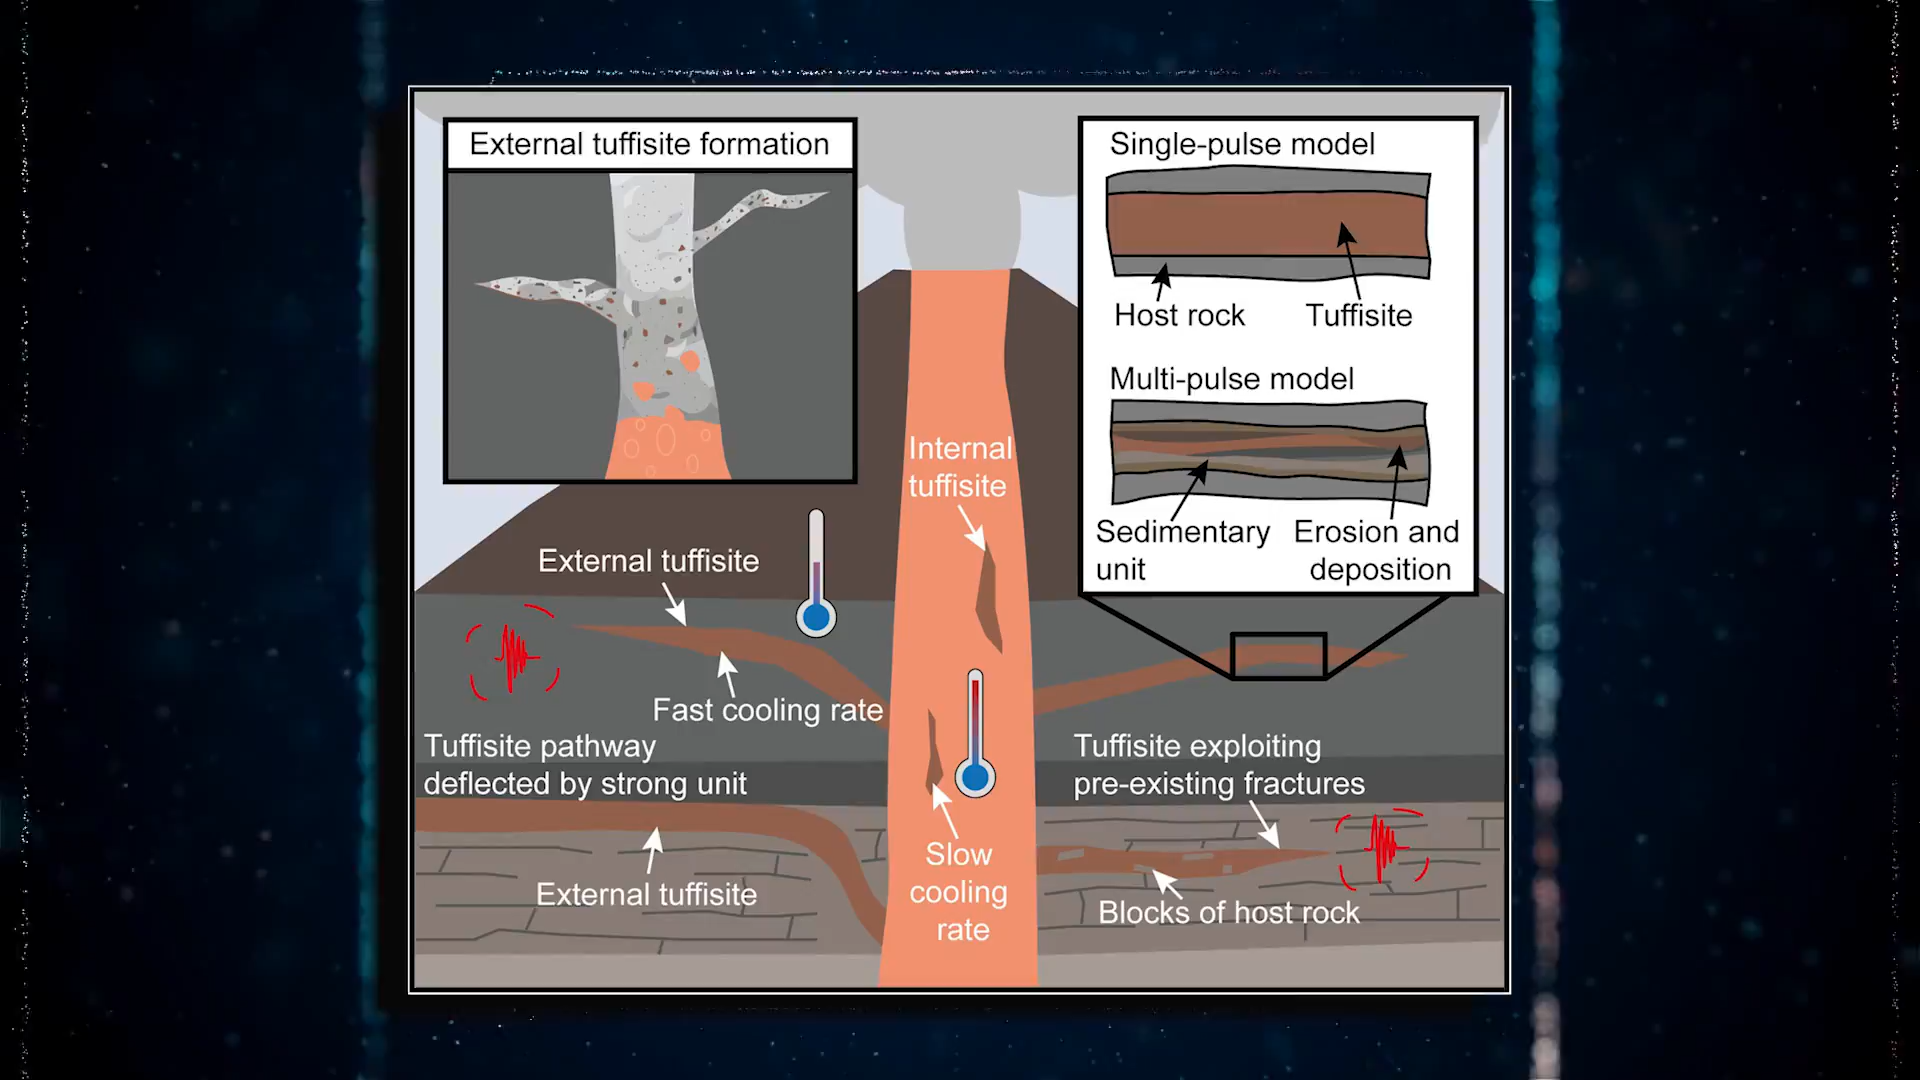 External tuffisite formation
Single-pulse model
Host rock
Tuffisite
Multi-pulse model
Sedimentary
unit
Erosion and
deposition
Internal
tuffisite
External tuffisite
Fast cooling rate
Tuffisite pathway
deflected by strong unit
External tuffisite
Slow
cooling
rate
Tuffisite exploiting
pre-existing fractures
Blocks of host rock